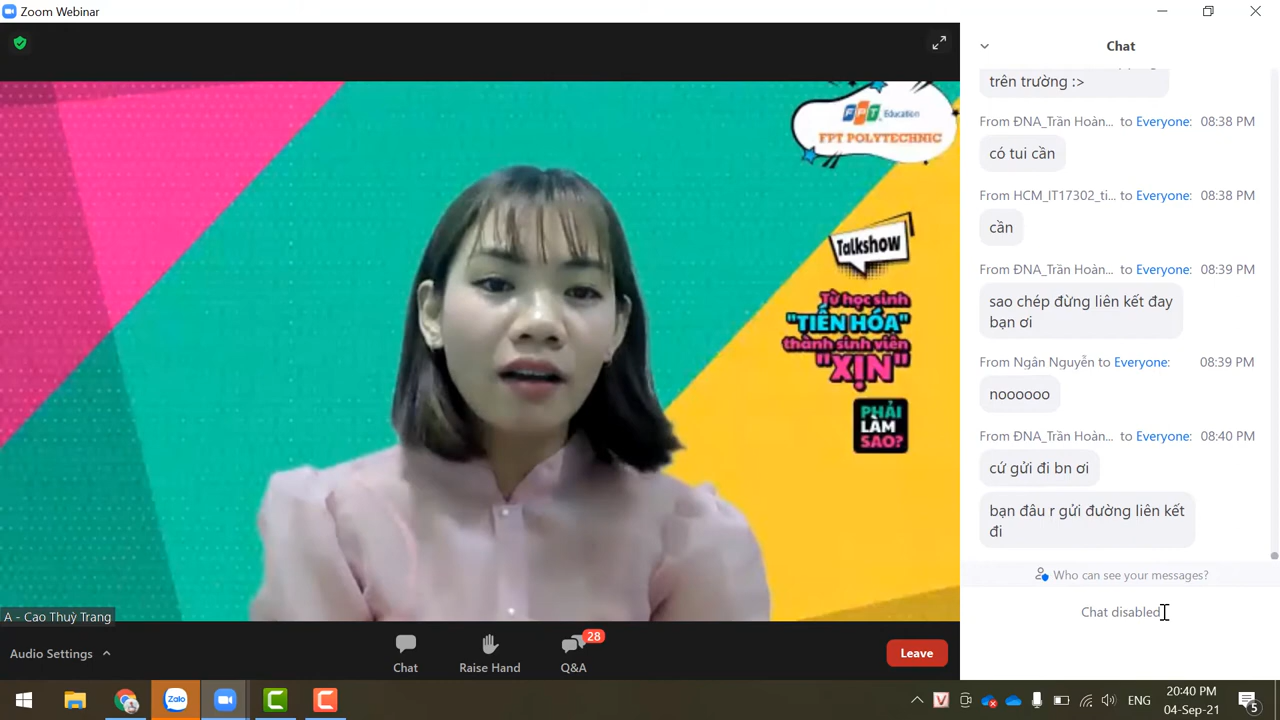 Zoom Webinar
FPT Education
FPT POLYTECHNIC
Talkshow
Từ học sinh
"TIẾN HÓA"
thành sinh viên
"XỊN"
PHẢI
LÀM
SAO?
A - Cao Thuỳ Trang
Chat
trên trường :>
From ĐNA_Trần Hoàn... to Everyone: 08:38 PM
có tui cần
From HCM_IT17302_ti... to Everyone: 08:38 PM
cần
From ĐNA_Trần Hoàn... to Everyone: 08:39 PM
sao chép đừng liên kết đay
bạn ơi
From Ngân Nguyễn to Everyone: 08:39 PM
noooooo
From ĐNA_Trần Hoàn... to Everyone: 08:40 PM
cứ gửi đi bn ơi
bạn đâu r gửi đường liên kết
đi
Who can see your messages?
Chat disabled
Audio Settings
Chat
Raise Hand
28
Q&A
Leave
Zalo
ENG
20:40 PM
04-Sep-21
5